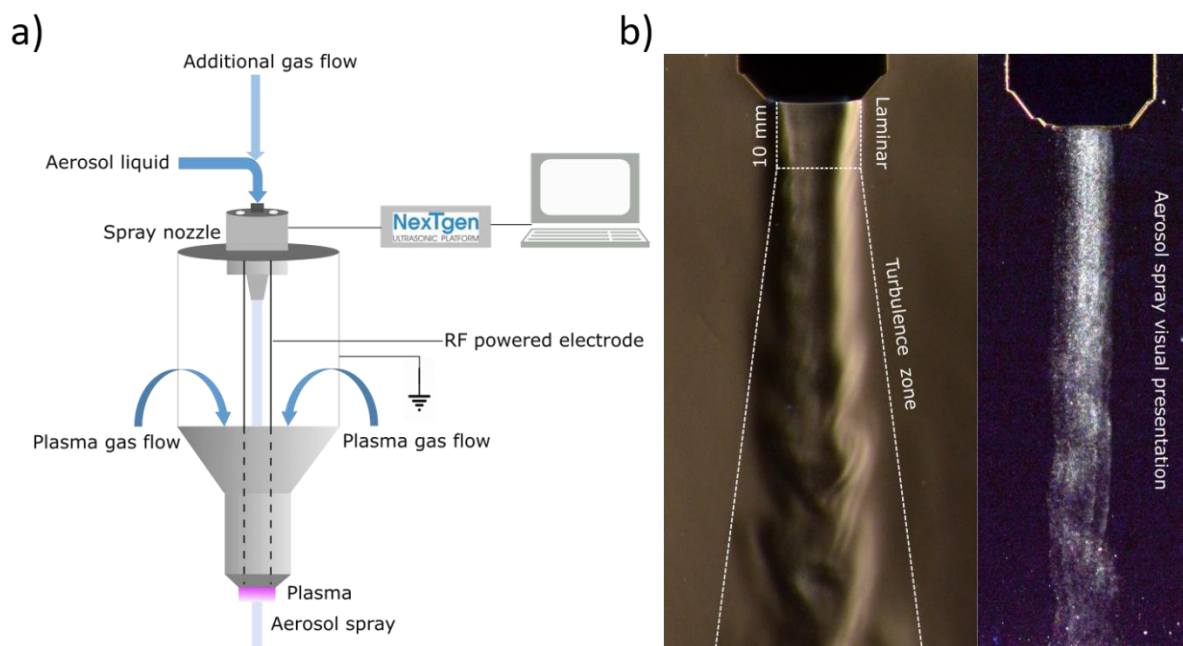 a)
Additional gas flow
Aerosol liquid
Spray nozzle
NexTgen
ULTRASONIC PLATFORM
RF powered electrode
Plasma gas flow
Plasma gas flow
Plasma
Aerosol spray
b)
10 mm
Laminar
Turbulence zone
Aerosol spray visual presentation